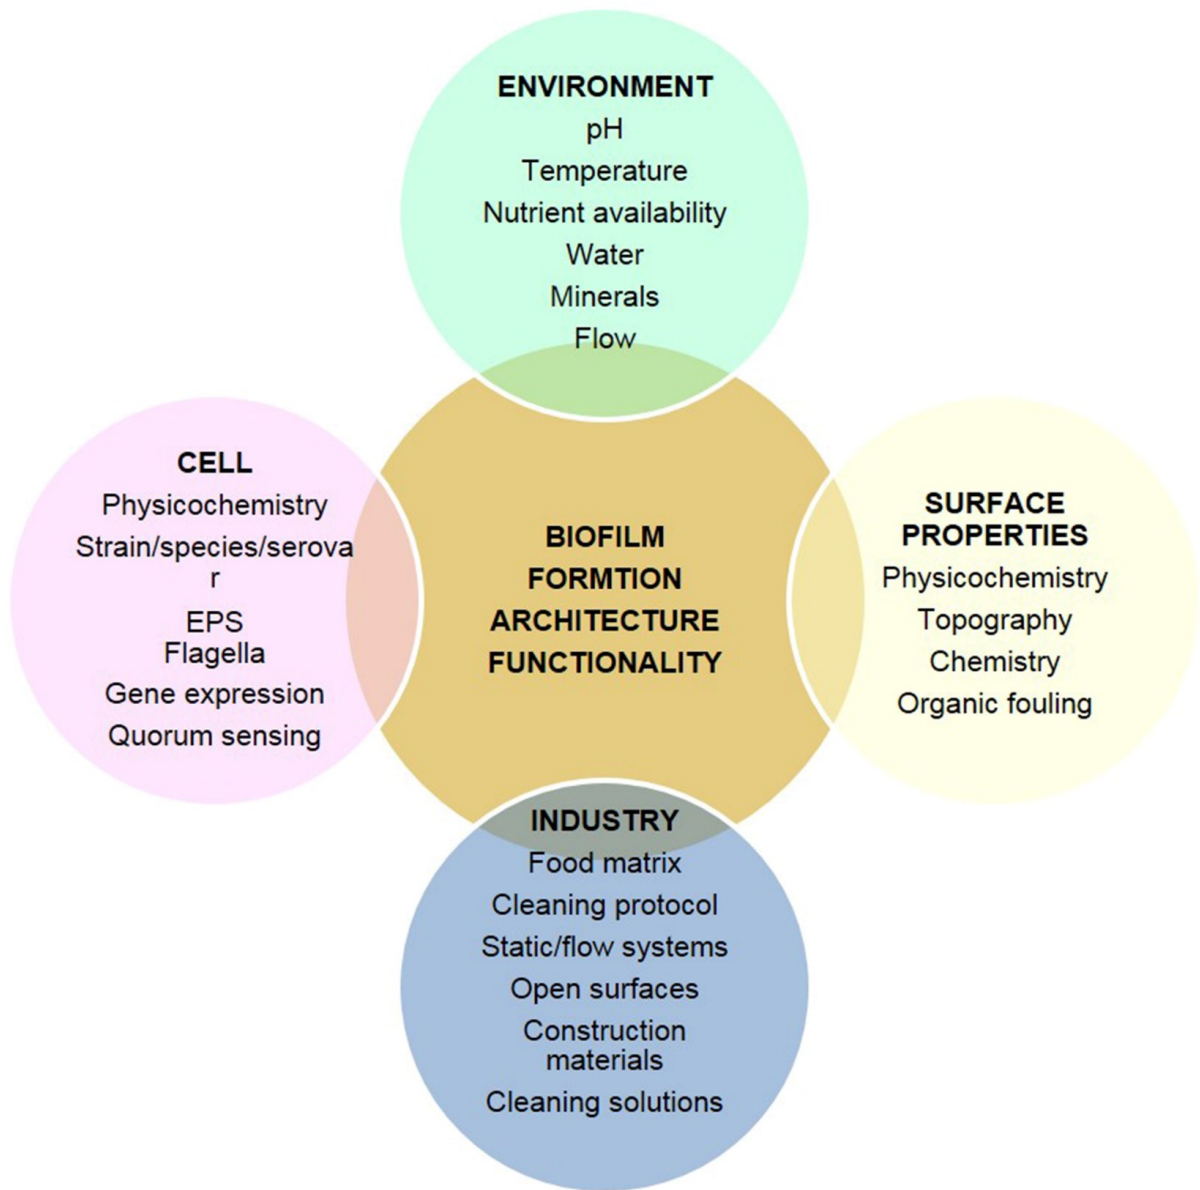 ENVIRONMENT
pH
Temperature
Nutrient availability
Water
Minerals
Flow
CELL
Physicochemistry
Strain/species/serova
r
EPS
Flagella
Gene expression
Quorum sensing
BIOFILM
FORMTION
ARCHITECTURE
FUNCTIONALITY
SURFACE
PROPERTIES
Physicochemistry
Topography
Chemistry
Organic fouling
INDUSTRY
Food matrix
Cleaning protocol
Static/flow systems
Open surfaces
Construction
materials
Cleaning solutions